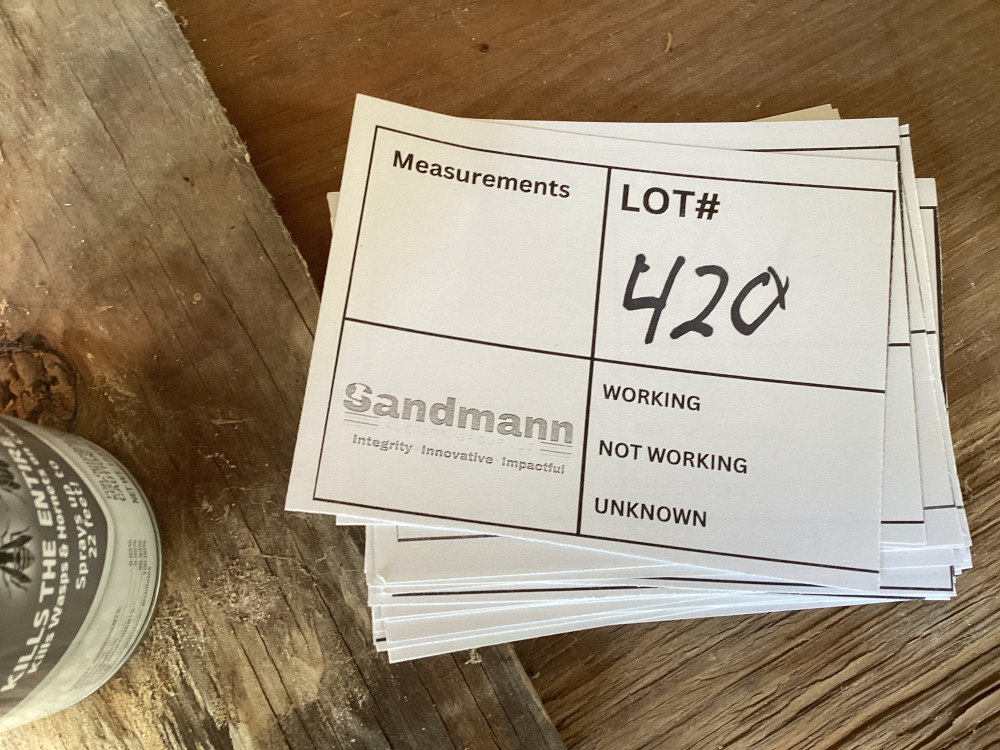 Measurements
LOT#
420
Sandmann
Integrity Innovative Impactful
WORKING
NOT WORKING
UNKNOWN
KILLS THE ENTIRE
Kills Wasps & Hornets
Sprays up
22 feet!